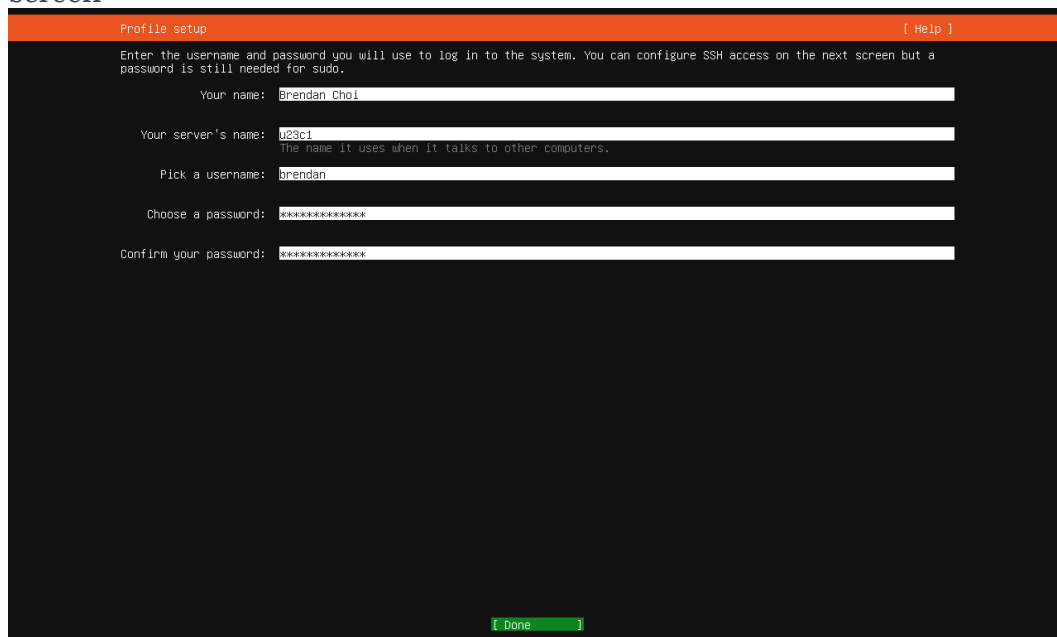 screen
Profile setup [ Help ]
Enter the username and password you will use to log in to the system. You can configure SSH access on the next screen but a
password is still needed for sudo.
Your name: Brendan Choi
Your server's name: u23c1
The name it uses when it talks to other computers.
Pick a username: brendan
Choose a password: *************
Confirm your password: *************
[ Done ]